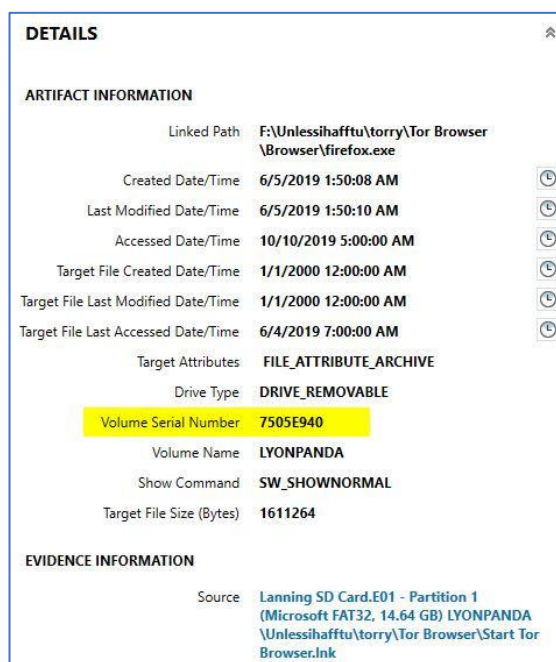 DETAILS
ARTIFACT INFORMATION
Linked Path F:\Unlessihafftu\torry\Tor Browser
\Browser\firefox.exe
Created Date/Time 6/5/2019 1:50:08 AM
Last Modified Date/Time 6/5/2019 1:50:10 AM
Accessed Date/Time 10/10/2019 5:00:00 AM
Target File Created Date/Time 1/1/2000 12:00:00 AM
Target File Last Modified Date/Time 1/1/2000 12:00:00 AM
Target File Last Accessed Date/Time 6/4/2019 7:00:00 AM
Target Attributes FILE_ATTRIBUTE_ARCHIVE
Drive Type DRIVE_REMOVABLE
Volume Serial Number 7505E940
Volume Name LYONPANDA
Show Command SW_SHOWNORMAL
Target File Size (Bytes) 1611264
EVIDENCE INFORMATION
Source Lanning SD Card.E01 - Partition 1
(Microsoft FAT32, 14.64 GB) LYONPANDA
\Unlessihafftu\torry\Tor Browser\Start Tor
Browser.lnk